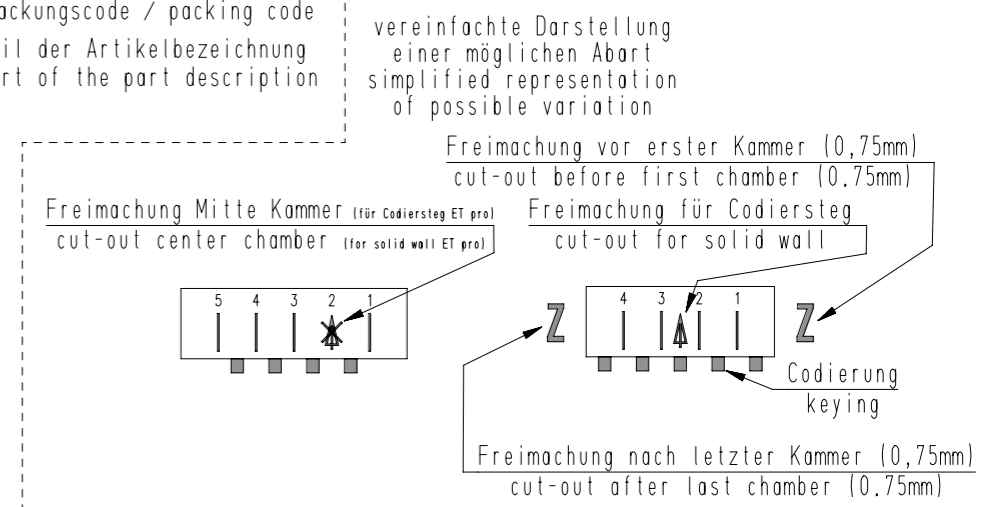 packing code
der Artikelbezeichnung
of the part description
vereinfachte Darstellung
einer möglichen Abart
simplified representation
of possible variation
Freimachung vor erster Kammer (0,75mm)
cut-out before first chamber (0.75mm)
Freimachung Mitte Kammer (für Codiersteg ET pro)
cut-out center chamber (for solid wall ET pro)
Freimachung für Codiersteg
cut-out for solid wall
5 4 3 2 1
Z 4 3 2 1 Z
Codierung
keying
Freimachung nach letzter Kammer (0,75mm)
cut-out after last chamber (0.75mm)